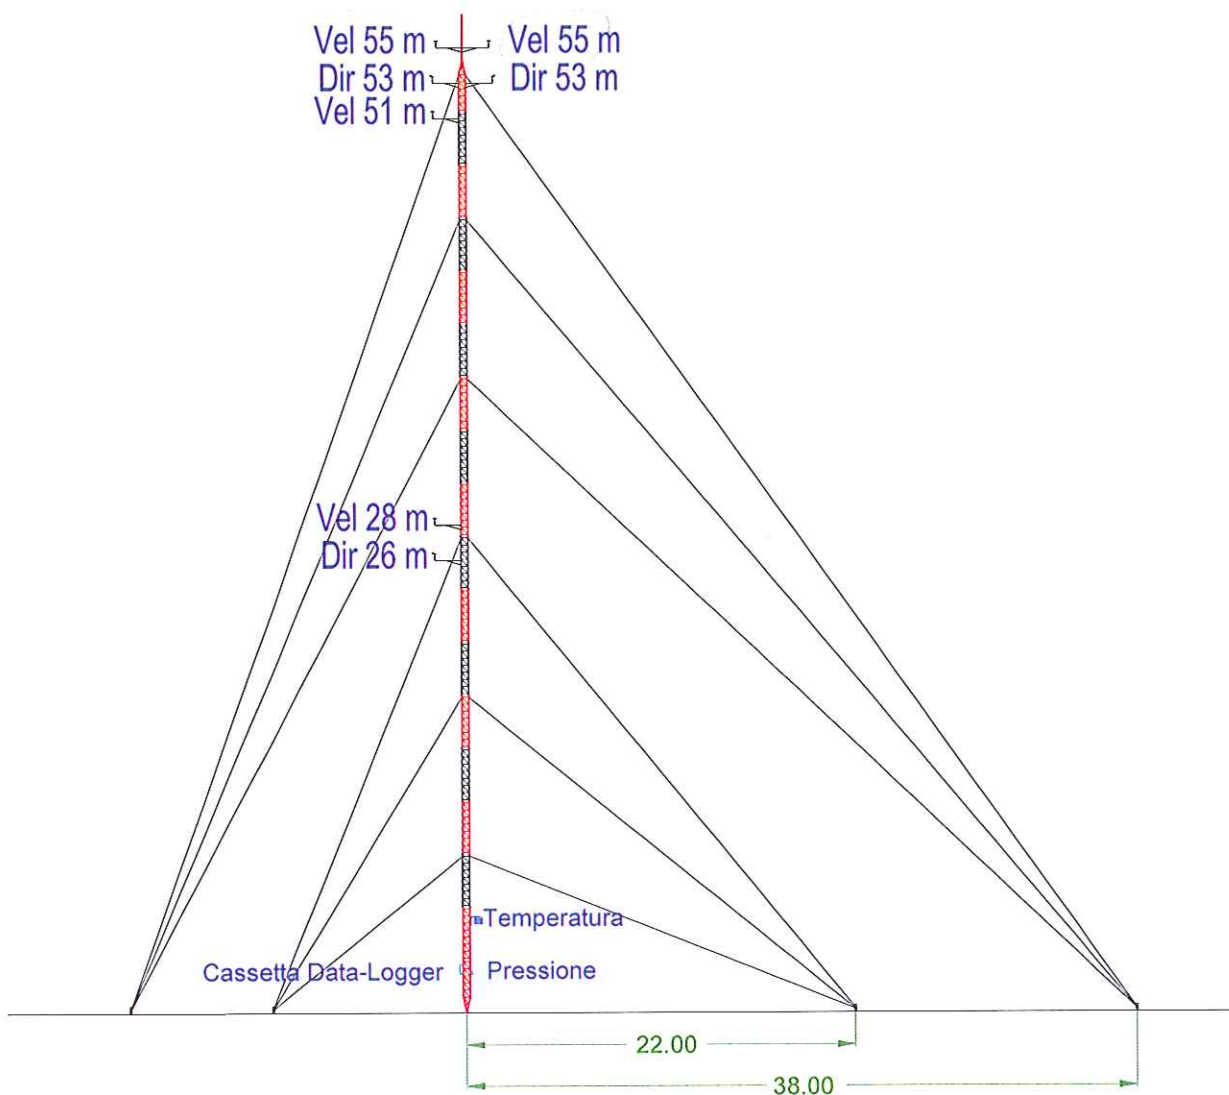 Vel 55 m Vel 55 m
Dir 53 m Dir 53 m
Vel 51 m
Vel 28 m
Dir 26 m
Temperatura
Cassetta Data-Logger Pressione
22.00
38.00